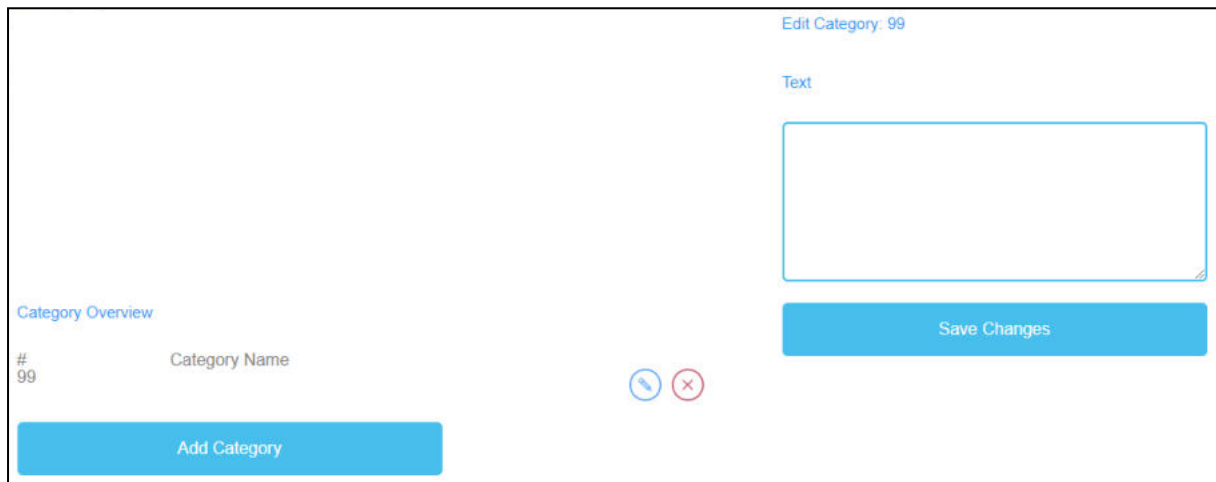 Edit Category: 99
Text
Save Changes
Category Overview
# Category Name
99
Add Category